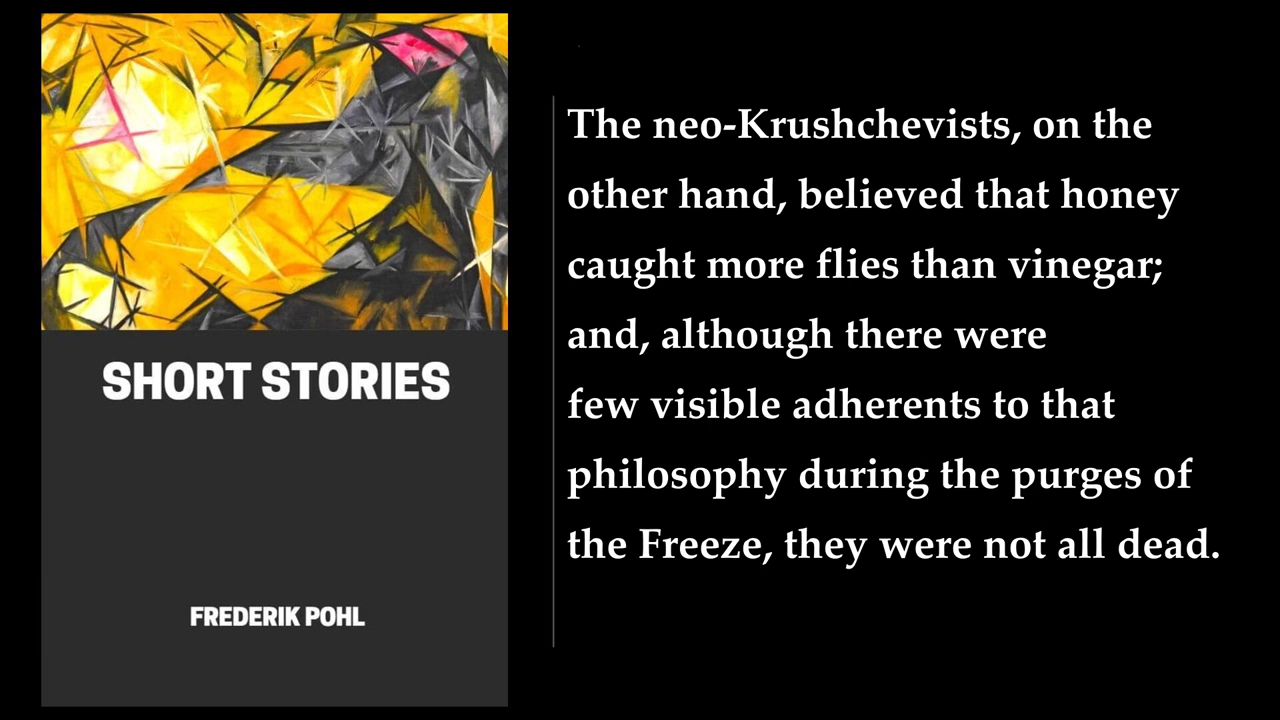 SHORT STORIES
FREDERIK POHL
The neo-Krushchevists, on the
other hand, believed that honey
caught more flies than vinegar;
and, although there were
few visible adherents to that
philosophy during the purges of
the Freeze, they were not all dead.